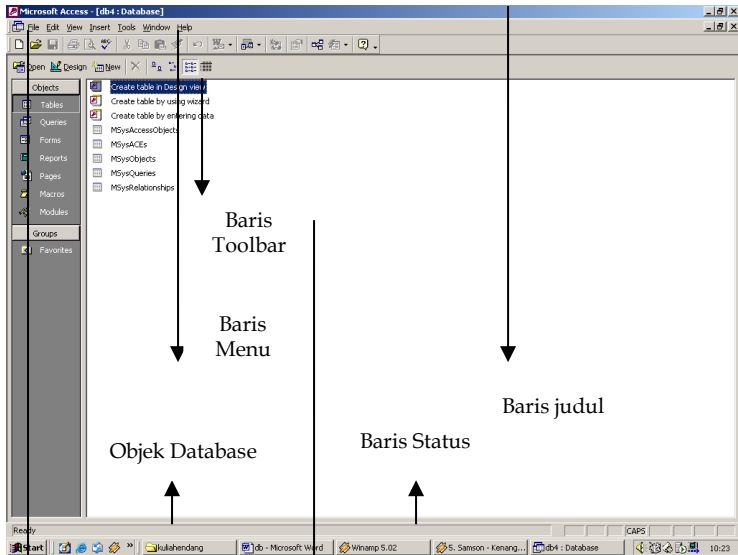 Microsoft Access - [db4 : Database]
File Edit View Insert Tools Window Help
Open Design New
Objects
Tables
Queries
Forms
Reports
Pages
Macros
Modules
Groups
Favorites
Create table in Design view
Create table by using wizard
Create table by entering data
MSysAccessObjects
MSysACEs
MSysObjects
MSysQueries
MSysRelationships
Baris
Toolbar
Baris
Menu
Baris judul
Baris Status
Objek Database
Ready CAPS
Start kuliahendang db - Microsoft Word Winamp 5.02 5. Samson - Kenang... db4 : Database 10:23